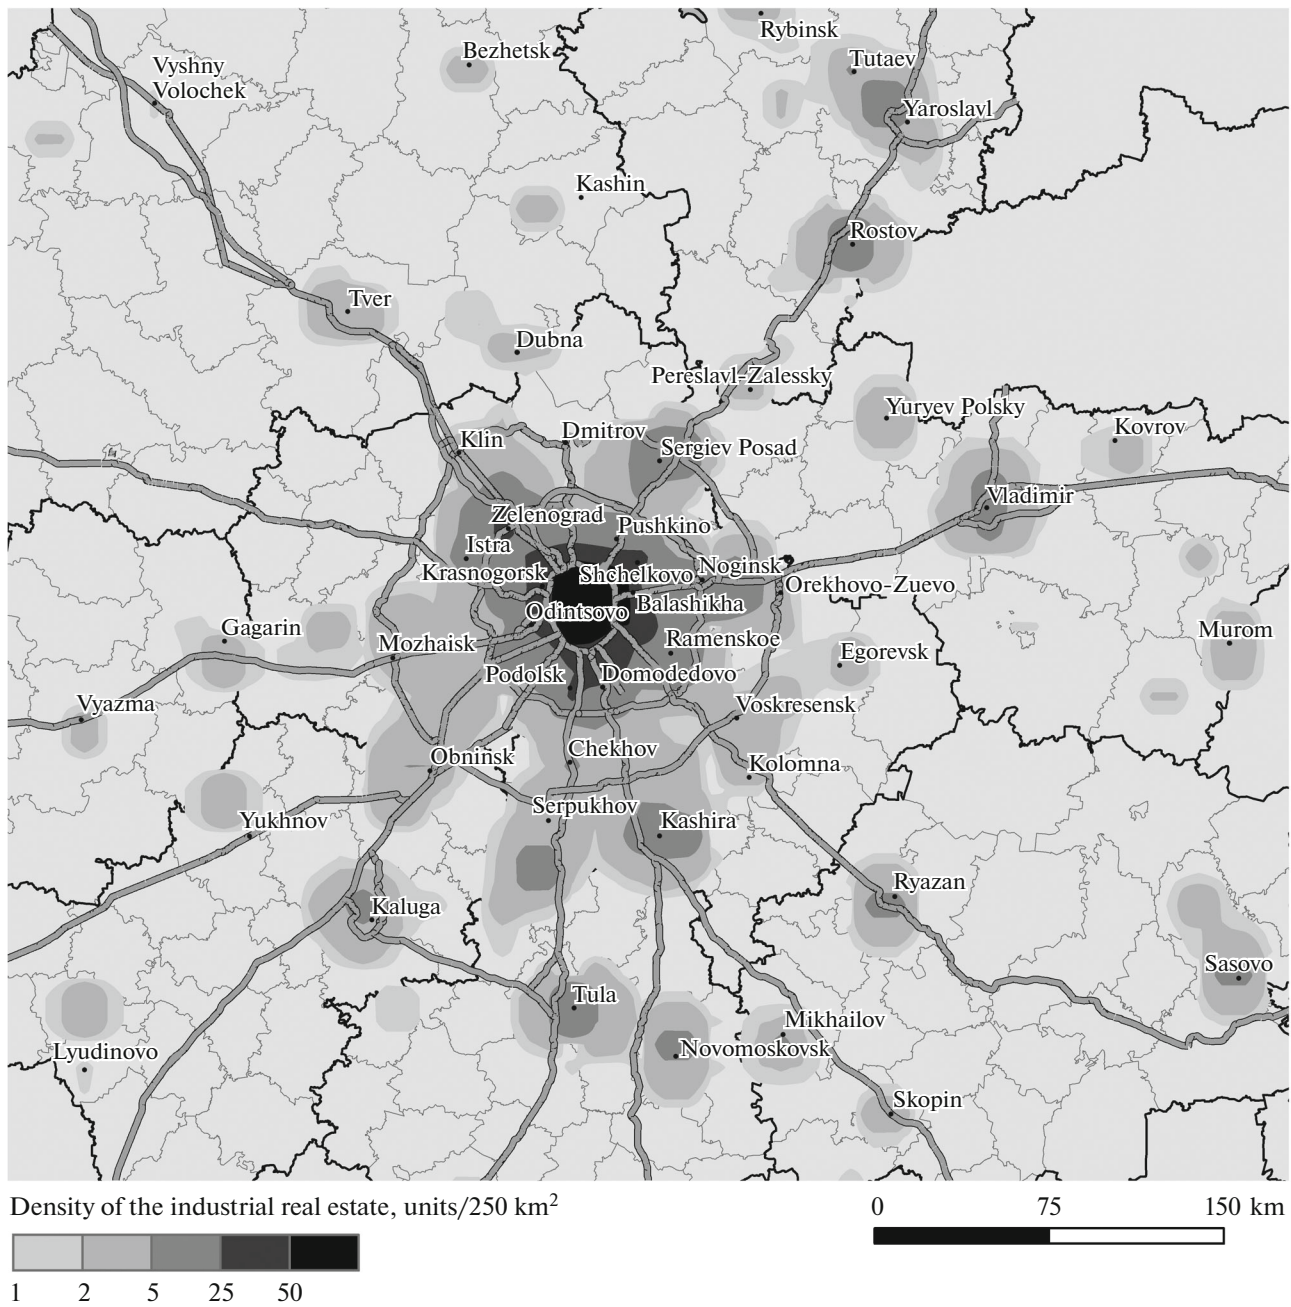 Rybinsk
Bezhetsk
Tutaev
Vyshny
Volochek
Yaroslavl
Kashin
Rostov
Tver
Dubna
Pereslavl-Zalessky
Yuryev Polsky
Kovrov
Klin
Dmitrov
Sergiev Posad
Vladimir
Zelenograd
Pushkino
Istra
Krasnogorsk
Shchelkovo
Noginsk
Orekhovo-Zuevo
Odintsovo
Balashikha
Gagarin
Mozhaisk
Ramenskoe
Egorevsk
Murom
Podolsk
Domodedovo
Vyazma
Voskresensk
Obninsk
Chekhov
Kolomna
Yukhnov
Serpukhov
Kashira
Kaluga
Ryazan
Sasovo
Tula
Mikhailov
Lyudinovo
Novomoskovsk
Skopin
Density of the industrial real estate, units/250 km²
0 75 150 km
1 2 5 25 50